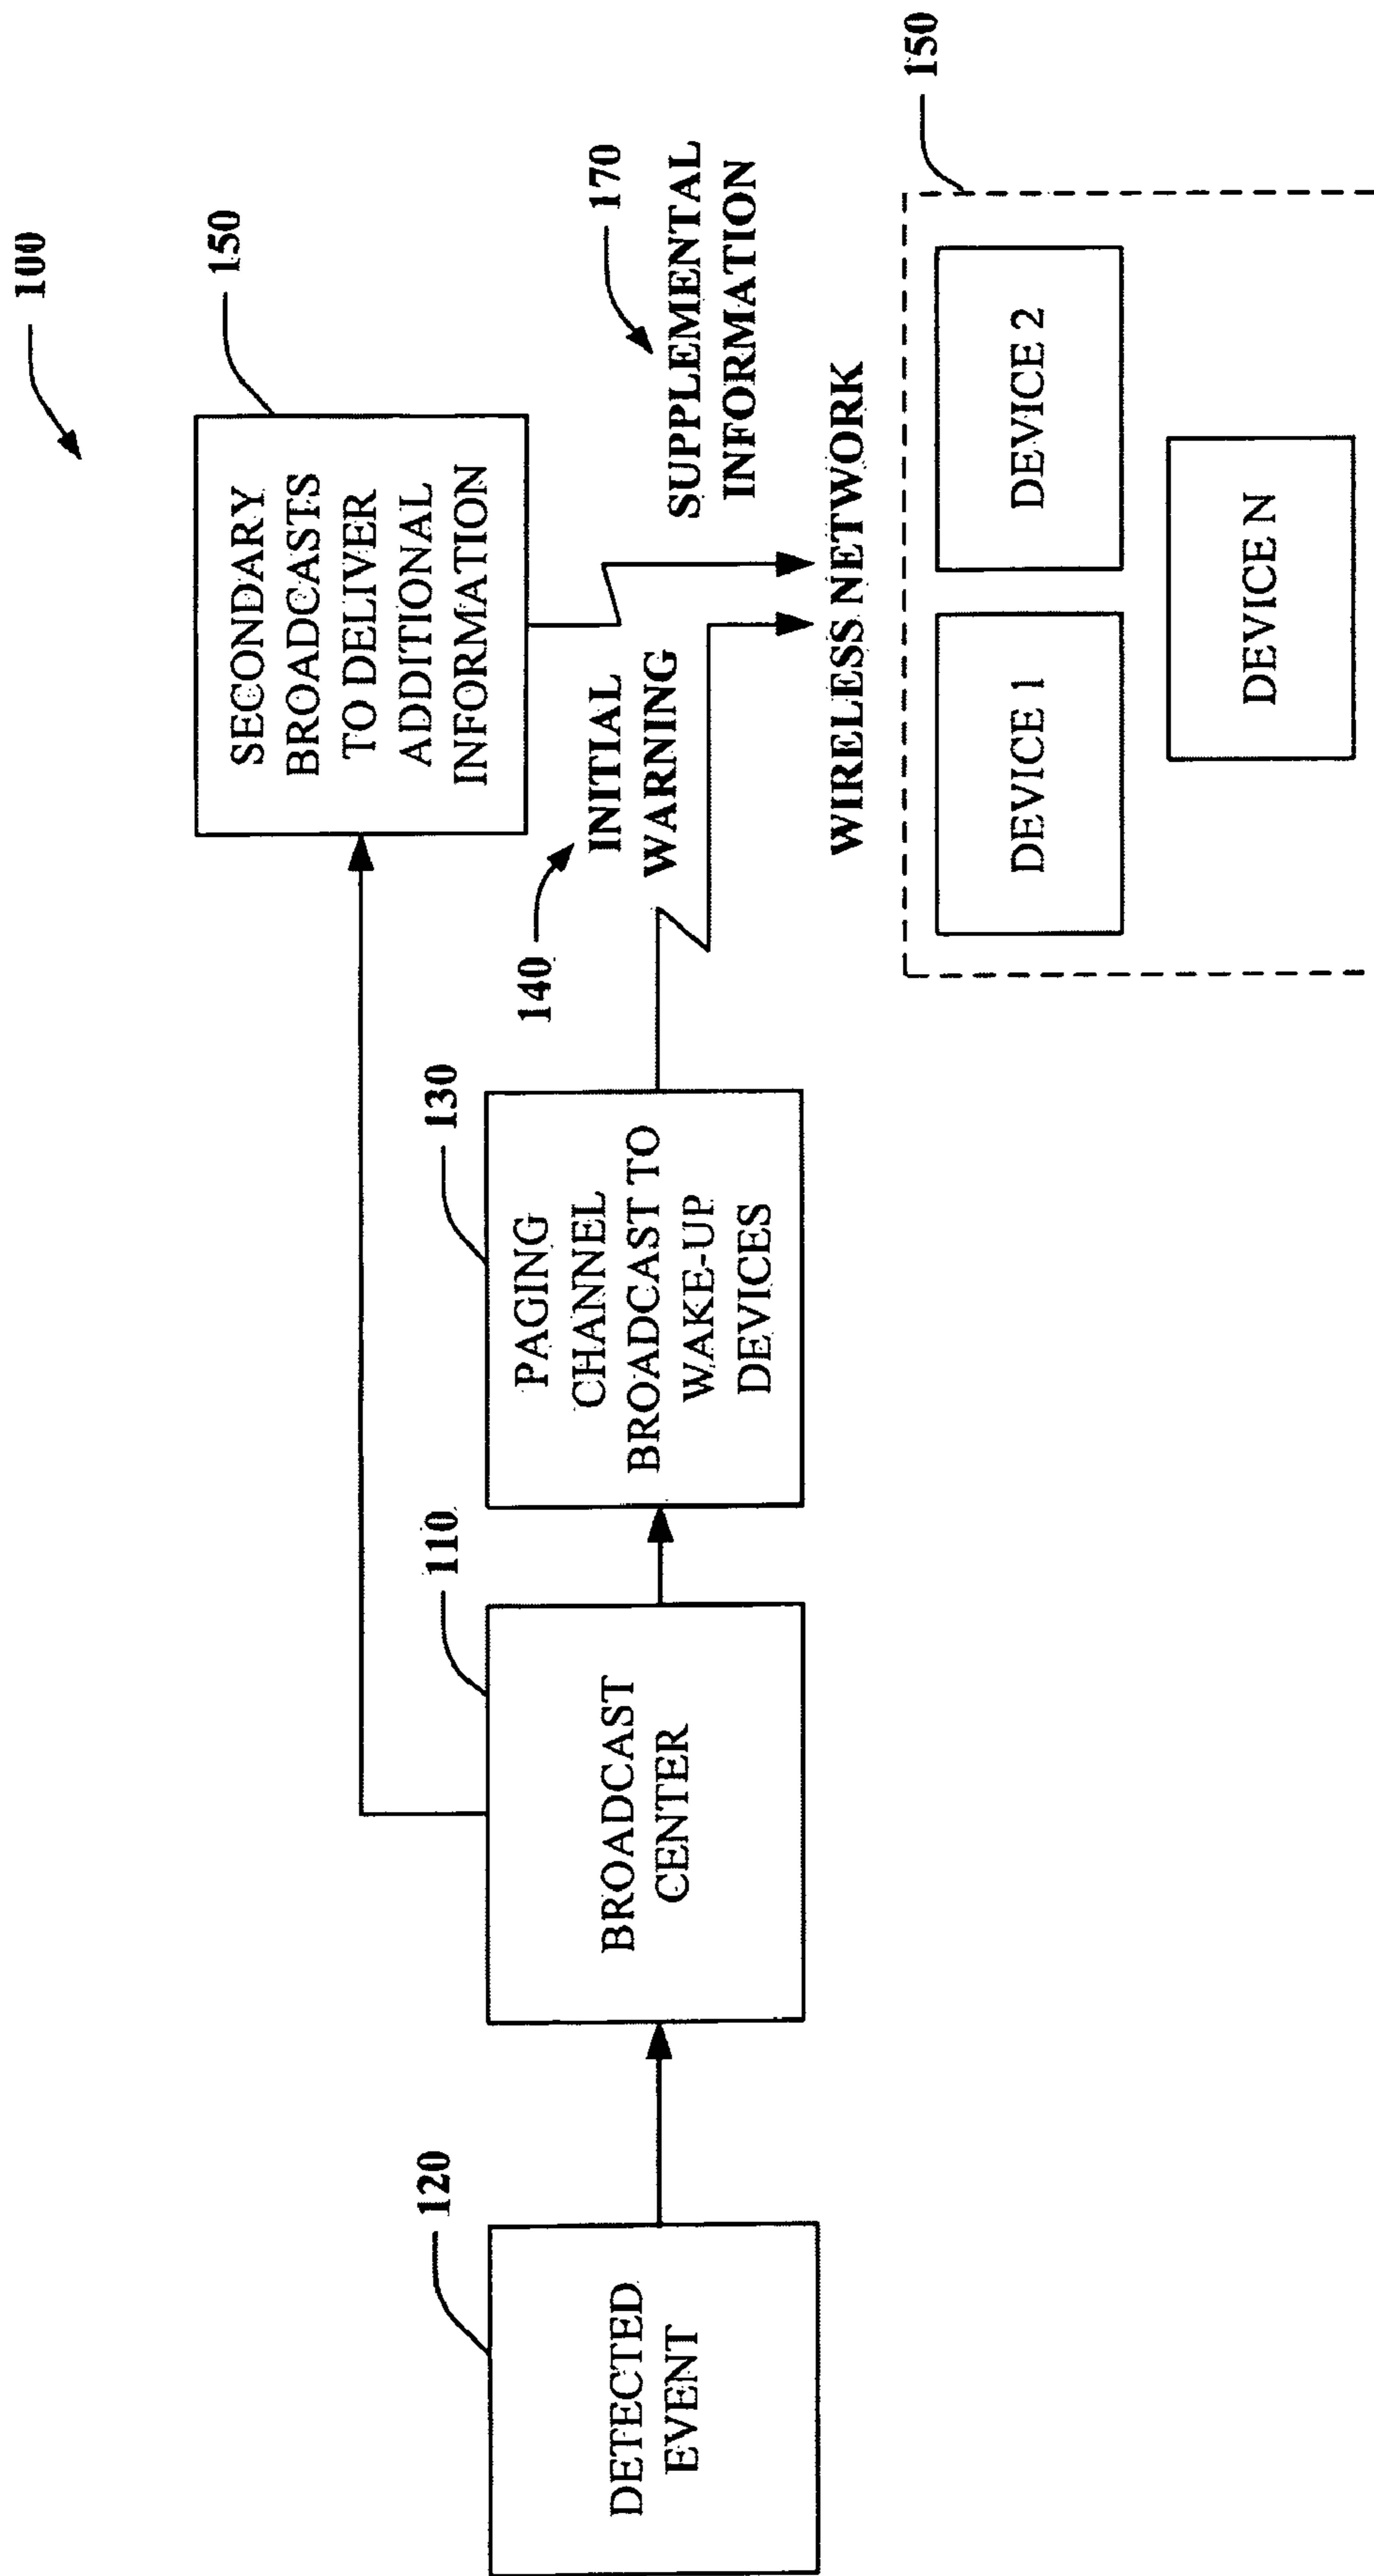 100
150
SECONDARY
BROADCASTS
TO DELIVER
ADDITIONAL
INFORMATION
170
SUPPLEMENTAL
INFORMATION
140
INITIAL
WARNING
120
DETECTED
EVENT
110
BROADCAST
CENTER
130
PAGING
CHANNEL
BROADCAST TO
WAKE-UP
DEVICES
WIRELESS NETWORK
150
DEVICE 1
DEVICE 2
DEVICE N